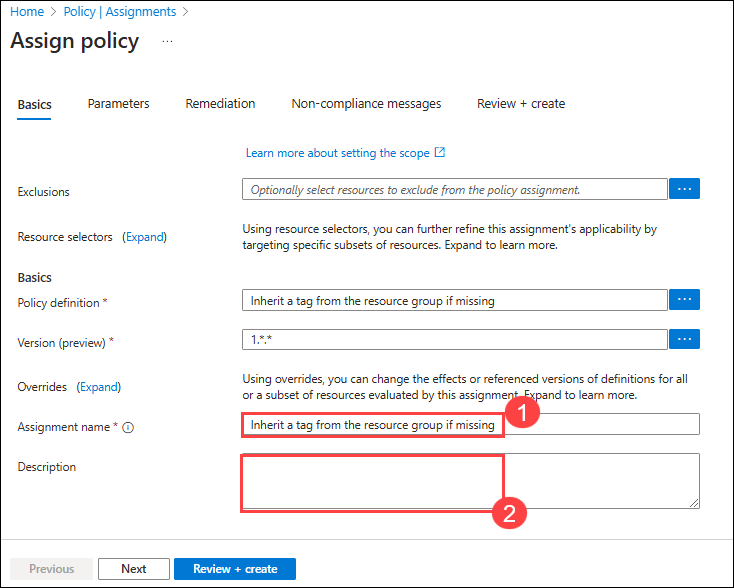 Home > Policy | Assignments >
Assign policy ...
Basics Parameters Remediation Non-compliance messages Review + create
Learn more about setting the scope
Exclusions Optionally select resources to exclude from the policy assignment. ...
Resource selectors (Expand) Using resource selectors, you can further refine this assignment's applicability by
targeting specific subsets of resources. Expand to learn more.
Basics
Policy definition * Inherit a tag from the resource group if missing ...
Version (preview) * 1.*.* ...
Overrides (Expand) Using overrides, you can change the effects or referenced versions of definitions for all
or a subset of resources evaluated by this assignment. Expand to learn more.
Assignment name * Inherit a tag from the resource group if missing 1
Description
2
Previous Next Review + create